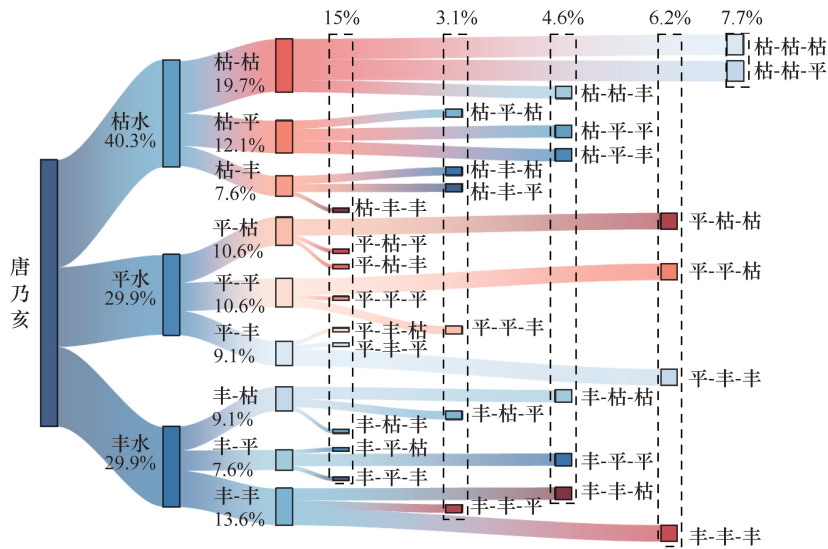 15%
3.1%
4.6%
6.2%
7.7%
唐乃亥
枯水
40.3%
平水
29.9%
丰水
29.9%
枯-枯
19.7%
枯-平
12.1%
枯-丰
7.6%
平-枯
10.6%
平-平
10.6%
平-丰
9.1%
丰-枯
9.1%
丰-平
7.6%
丰-丰
13.6%
枯-枯-枯
枯-枯-平
枯-枯-丰
枯-平-枯
枯-平-平
枯-平-丰
枯-丰-枯
枯-丰-平
枯-丰-丰
平-枯-枯
平-枯-平
平-枯-丰
平-平-枯
平-平-平
平-平-丰
平-丰-枯
平-丰-平
平-丰-丰
丰-枯-枯
丰-枯-平
丰-枯-丰
丰-平-枯
丰-平-平
丰-平-丰
丰-丰-枯
丰-丰-平
丰-丰-丰